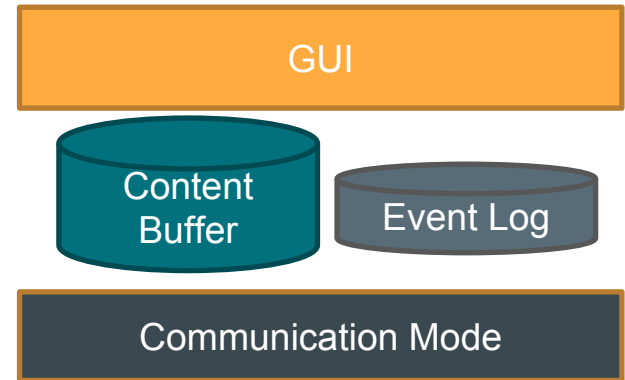 GUI
Content
Buffer
Event Log
Communication Mode